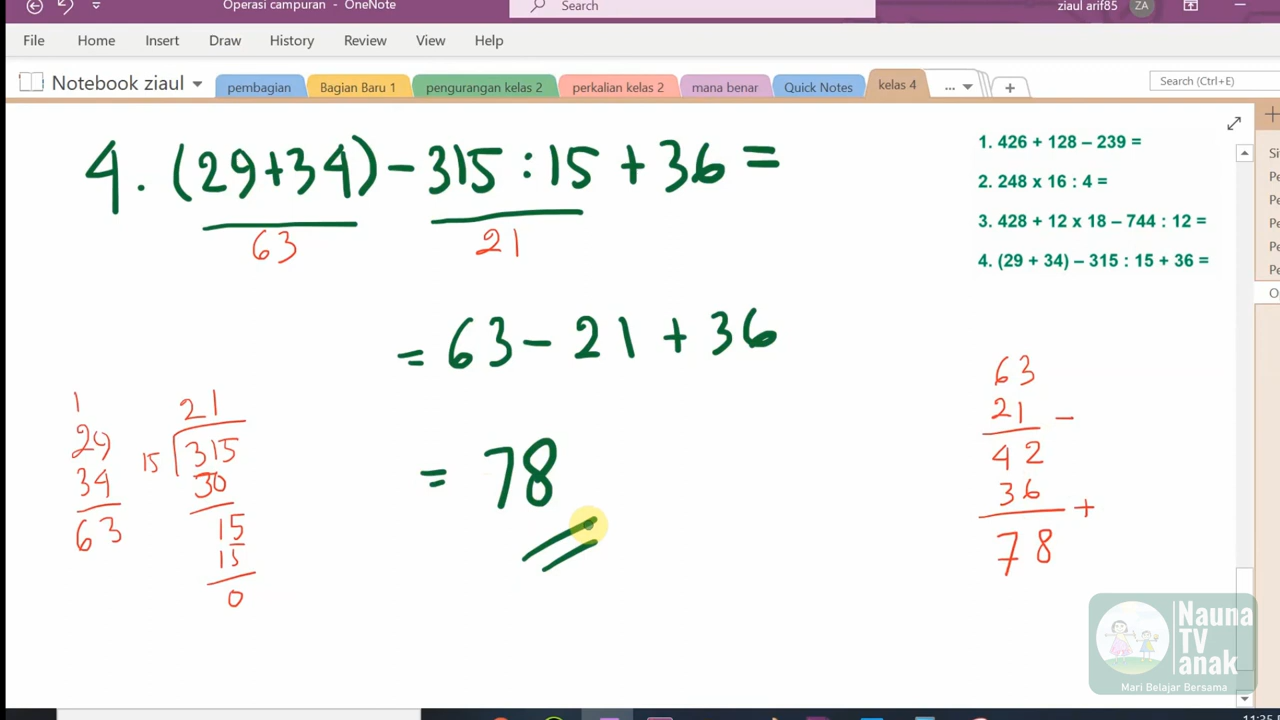 Operasi campuran - OneNote
Search
ziaul arif85
ZA
File Home Insert Draw History Review View Help
Notebook ziaul
pembagian
Bagian Baru 1
pengurangan kelas 2
perkalian kelas 2
mana benar
Quick Notes
kelas 4
...
+
Search (Ctrl+E)
4. (29+34) - 315 : 15 + 36 =
63 21
= 63 - 21 + 36
= 78
1
29
34
63
21
15 315
30
15
15
0
1. 426 + 128 – 239 =
2. 248 x 16 : 4 =
3. 428 + 12 x 18 – 744 : 12 =
4. (29 + 34) – 315 : 15 + 36 =
63
21 -
42
36 +
78
Nauna
TV
anak
Mari Belajar Bersama